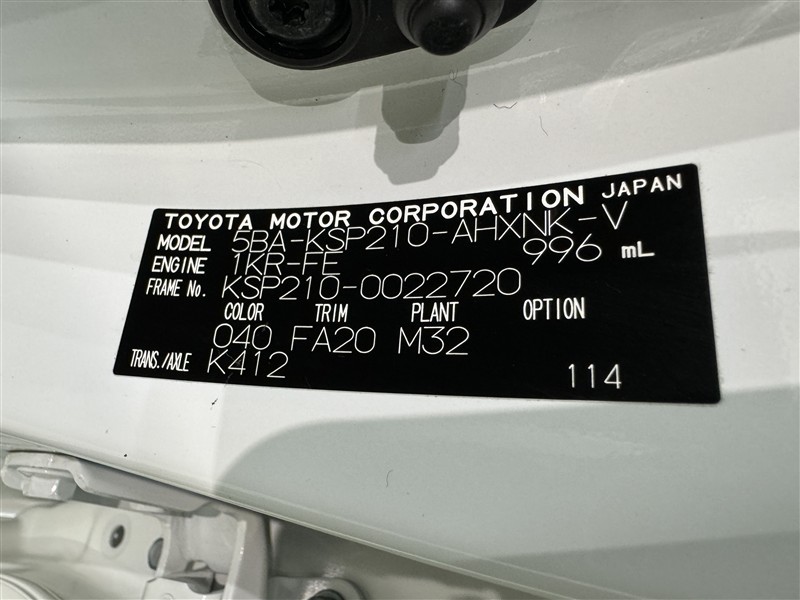 TOYOTA MOTOR CORPORATION JAPAN
MODEL 5BA-KSP210-AHXNK-V
ENGINE 1KR-FE 996 mL
FRAME No. KSP210-0022720
COLOR TRIM PLANT OPTION
040 FA20 M32
TRANS./AXLE K412
114